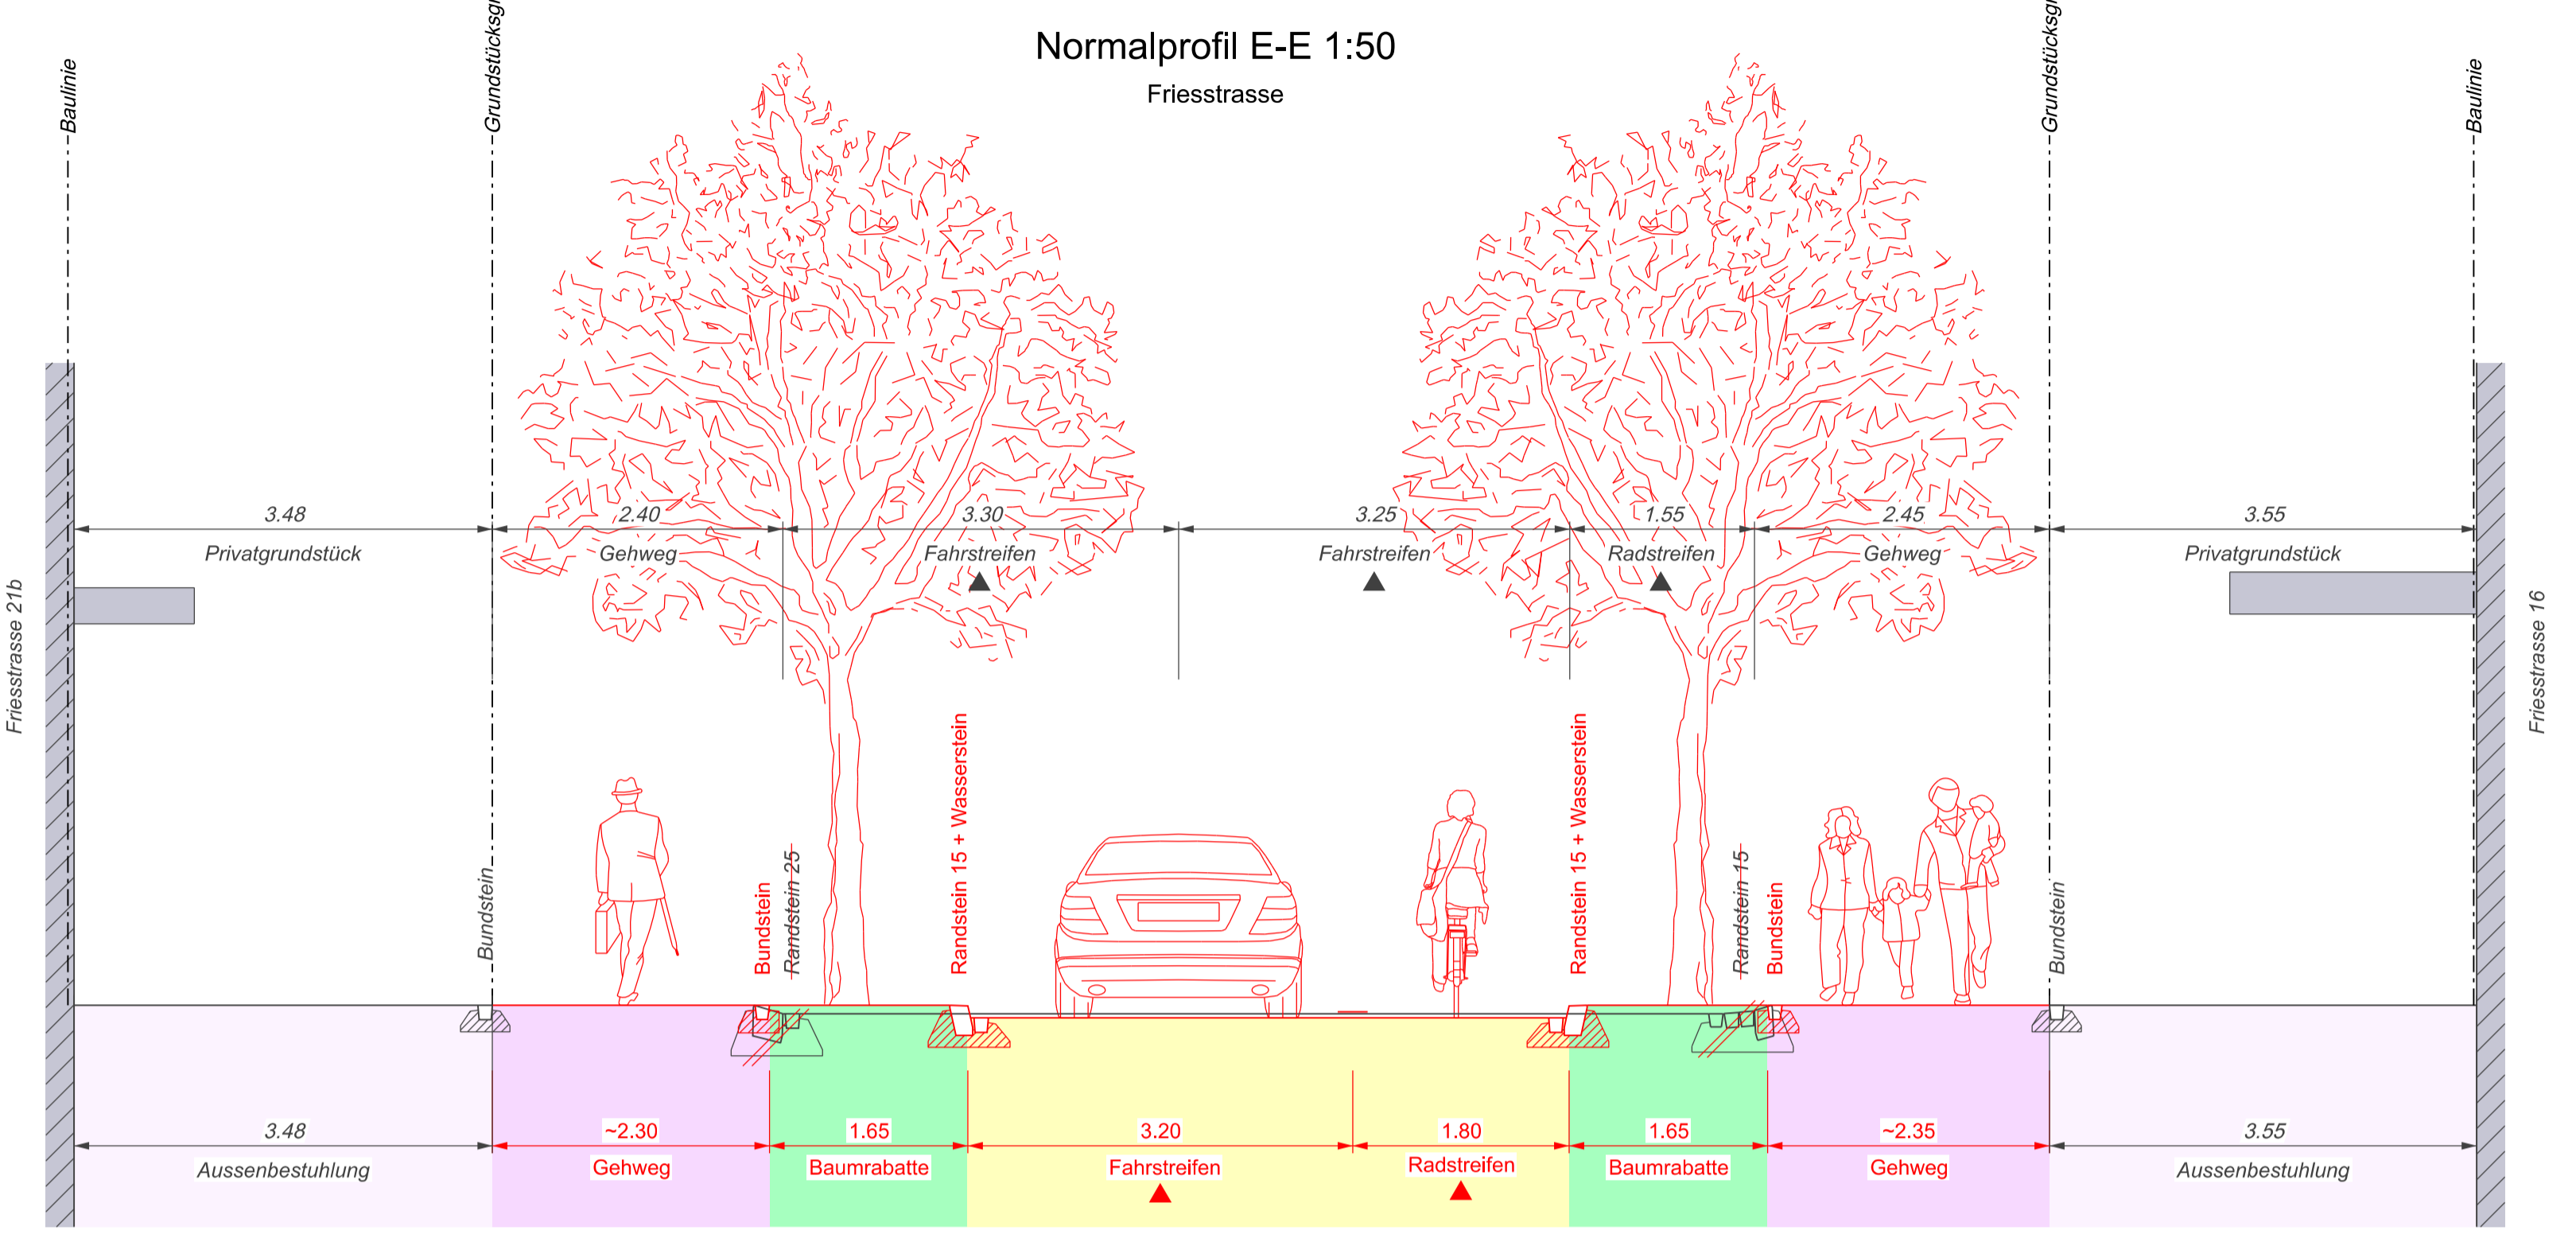 Normalprofil E-E 1:50
Friesstrasse
Baulinie
Grundstücksgr
Grundstücksgr
Baulinie
3.48
2.40
3.30
3.25
1.55
2.45
3.55
Privatgrundstück
Gehweg
Fahrstreifen
Fahrstreifen
Radstreifen
Gehweg
Privatgrundstück
Friesstrasse 21b
Friesstrasse 16
Bundstein
Bundstein
Randstein 25
Randstein 15 + Wasserstein
Randstein 15 + Wasserstein
Randstein 15
Bundstein
Bundstein
3.48
~2.30
1.65
3.20
1.80
1.65
~2.35
3.55
Aussenbestuhlung
Gehweg
Baumrabatte
Fahrstreifen
Radstreifen
Baumrabatte
Gehweg
Aussenbestuhlung